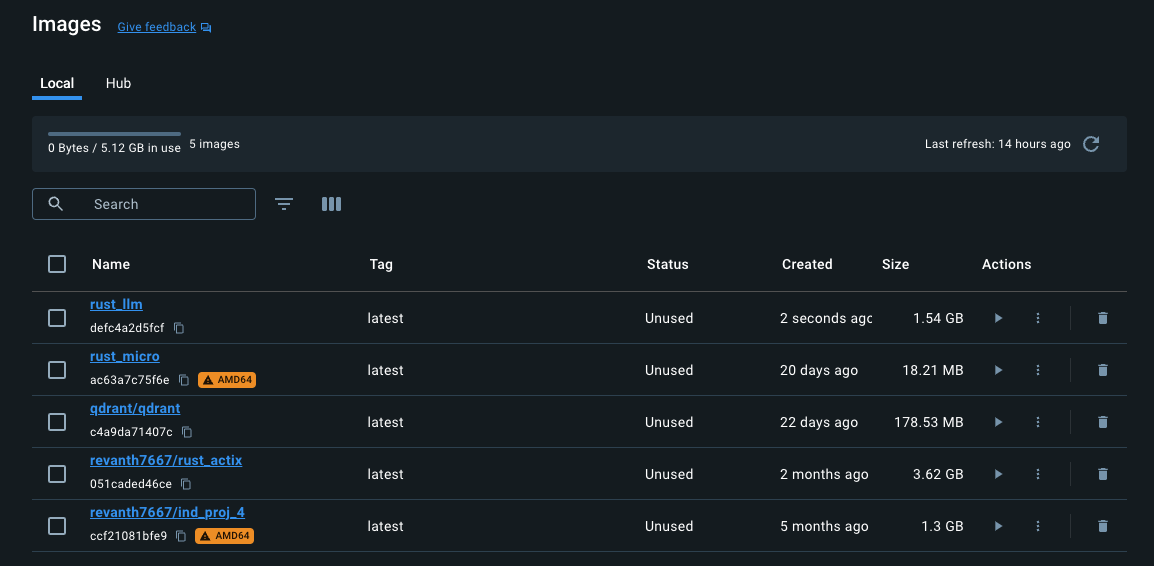 Images Give feedback
Local Hub
0 Bytes / 5.12 GB in use 5 images Last refresh: 14 hours ago
Search
Name Tag Status Created Size Actions
rust_llm
defc4a2d5fcf latest Unused 2 seconds agc 1.54 GB
rust_micro
ac63a7c75f6e AMD64 latest Unused 20 days ago 18.21 MB
qdrant/qdrant
c4a9da71407c latest Unused 22 days ago 178.53 MB
revanth7667/rust_actix
051caded46ce latest Unused 2 months ago 3.62 GB
revanth7667/ind_proj_4
ccf21081bfe9 AMD64 latest Unused 5 months ago 1.3 GB